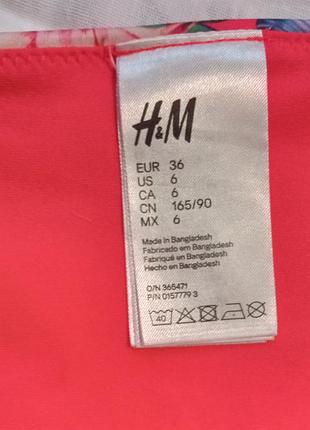 H&M
EUR 36
US 6
CA 6
CN 165/90
MX 6
Made in Bangladesh
Fabricado em Bangladesh
Fabriqué en Bangladesh
Hecho en Bangladesh
O/N 365471
P/N 0157779 3
40